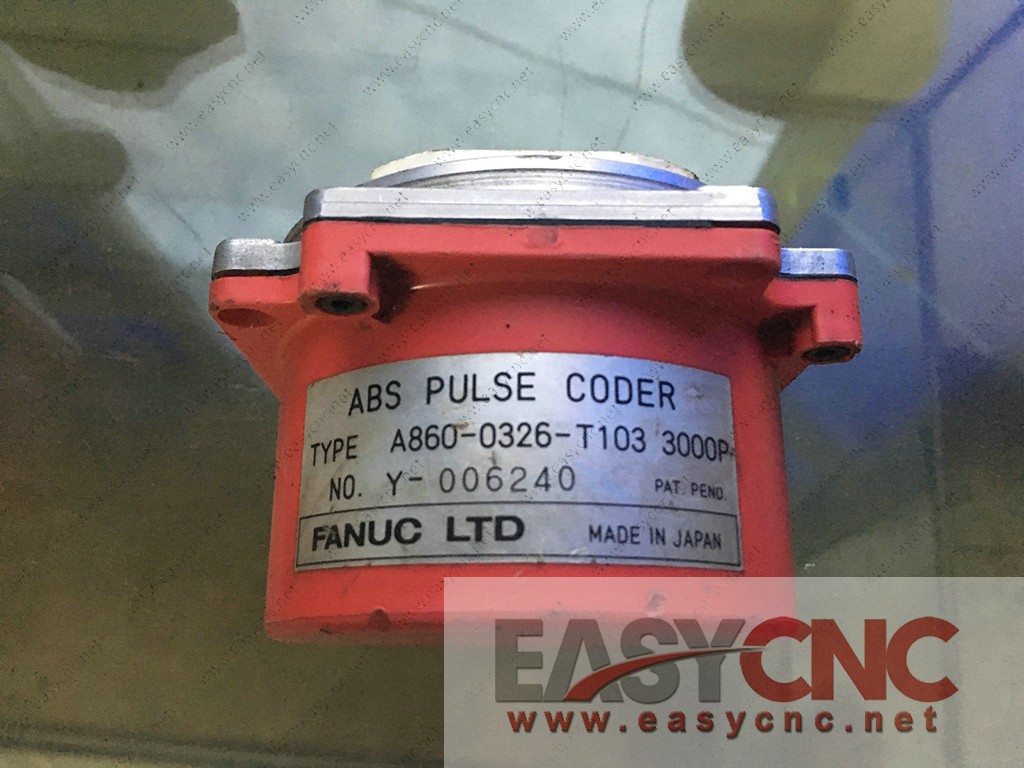 ABS PULSE CODER
TYPE A860-0326-T103 3000P
NO. Y-006240 PAT. PEND.
FANUC LTD MADE IN JAPAN
EASYCNC
www.easycnc.net